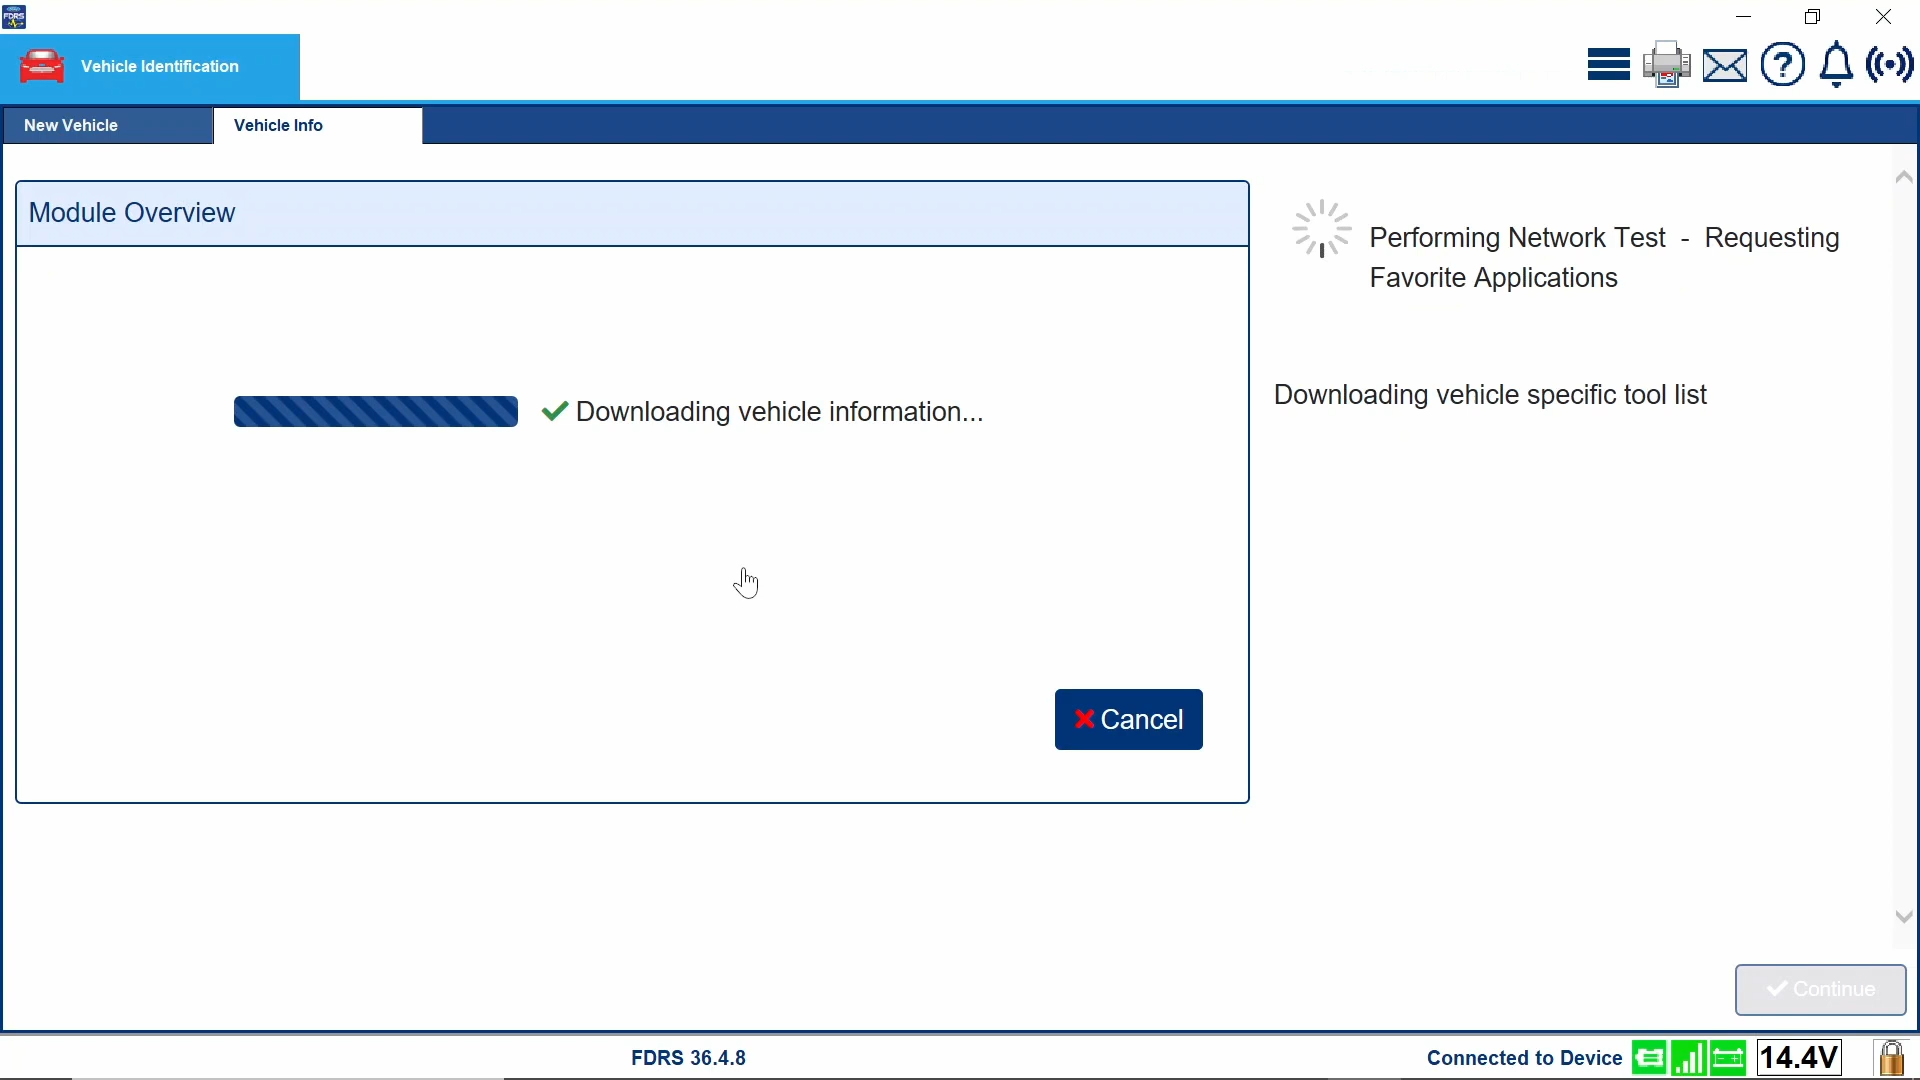 FDRS
Vehicle Identification
New Vehicle
Vehicle Info
Module Overview
Performing Network Test - Requesting
Favorite Applications
Downloading vehicle information...
Downloading vehicle specific tool list
Cancel
Continue
FDRS 36.4.8
Connected to Device
14.4V